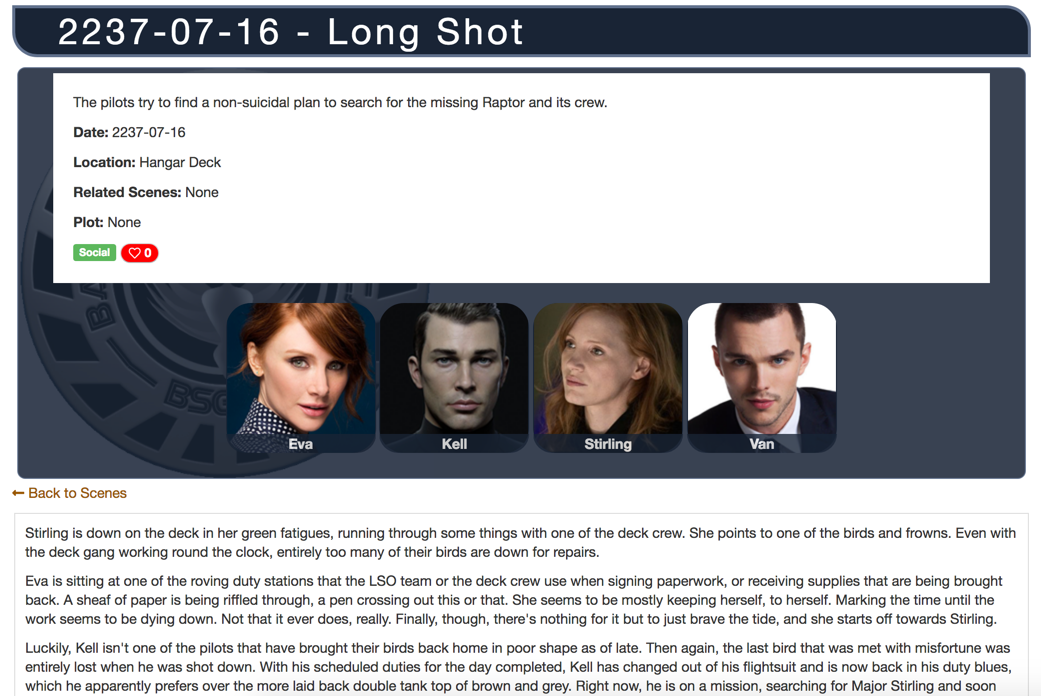 2237-07-16 - Long Shot
The pilots try to find a non-suicidal plan to search for the missing Raptor and its crew.
Date: 2237-07-16
Location: Hangar Deck
Related Scenes: None
Plot: None
Social 0
BA
BSG
Eva Kell Stirling Van
← Back to Scenes
Stirling is down on the deck in her green fatigues, running through some things with one of the deck crew. She points to one of the birds and frowns. Even with
the deck gang working round the clock, entirely too many of their birds are down for repairs.
Eva is sitting at one of the roving duty stations that the LSO team or the deck crew use when signing paperwork, or receiving supplies that are being brought
back. A sheaf of paper is being riffled through, a pen crossing out this or that. She seems to be mostly keeping herself, to herself. Marking the time until the
work seems to be dying down. Not that it ever does, really. Finally, though, there's nothing for it but to just brave the tide, and she starts off towards Stirling.
Luckily, Kell isn't one of the pilots that have brought their birds back home in poor shape as of late. Then again, the last bird that was met with misfortune was
entirely lost when he was shot down. With his scheduled duties for the day completed, Kell has changed out of his flightsuit and is now back in his duty blues,
which he apparently prefers over the more laid back double tank top of brown and grey. Right now, he is on a mission, searching for Major Stirling and soon